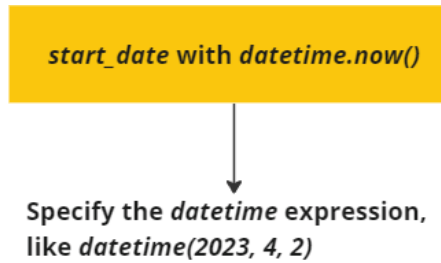 start_date with datetime.now()
Specify the datetime expression,
like datetime(2023, 4, 2)